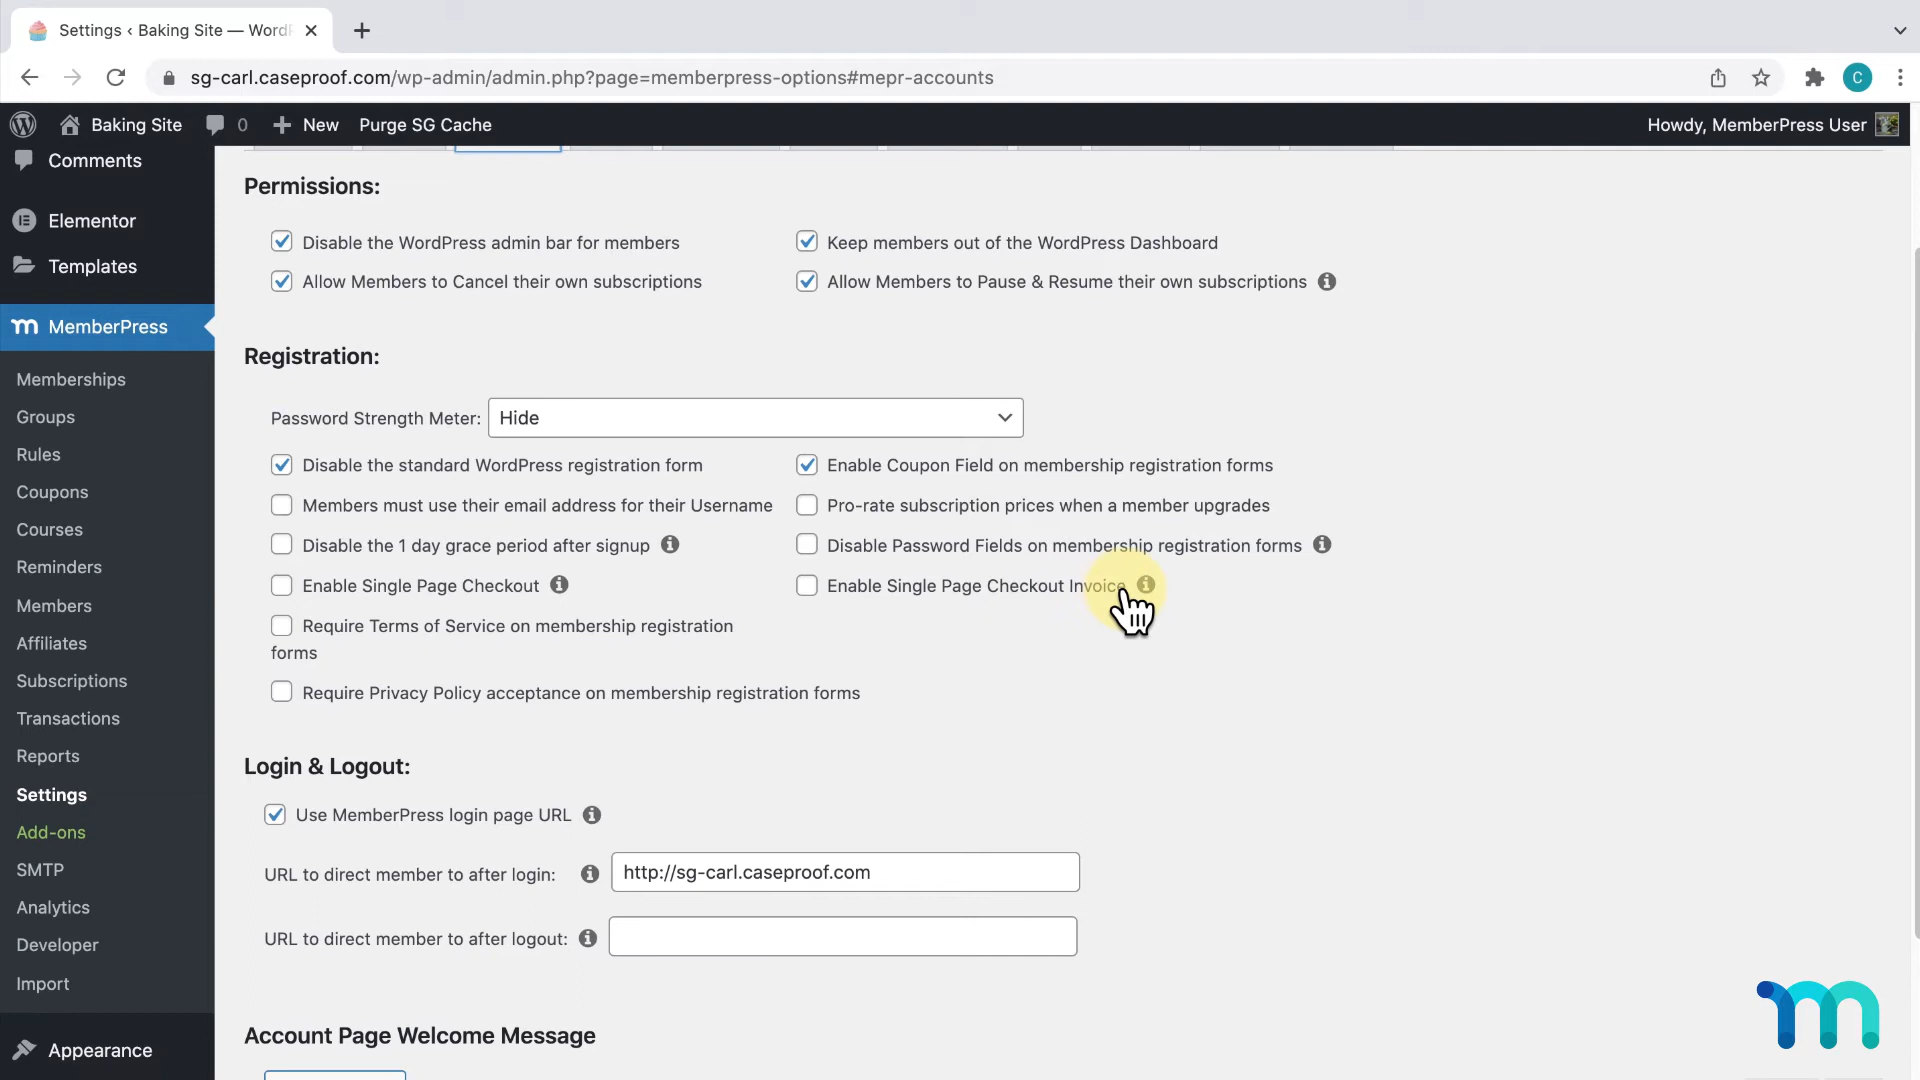 Settings ‹ Baking Site — WordP
sg-carl.caseproof.com/wp-admin/admin.php?page=memberpress-options#mepr-accounts
C
Baking Site 0 New Purge SG Cache Howdy, MemberPress User
Comments
Elementor
Templates
MemberPress
Memberships
Groups
Rules
Coupons
Courses
Reminders
Members
Affiliates
Subscriptions
Transactions
Reports
Settings
Add-ons
SMTP
Analytics
Developer
Import
Appearance
Permissions:
Disable the WordPress admin bar for members
Keep members out of the WordPress Dashboard
Allow Members to Cancel their own subscriptions
Allow Members to Pause & Resume their own subscriptions
Registration:
Password Strength Meter: Hide
Disable the standard WordPress registration form
Enable Coupon Field on membership registration forms
Members must use their email address for their Username
Pro-rate subscription prices when a member upgrades
Disable the 1 day grace period after signup
Disable Password Fields on membership registration forms
Enable Single Page Checkout
Enable Single Page Checkout Invoice
Require Terms of Service on membership registration
forms
Require Privacy Policy acceptance on membership registration forms
Login & Logout:
Use MemberPress login page URL
URL to direct member to after login: http://sg-carl.caseproof.com
URL to direct member to after logout:
Account Page Welcome Message